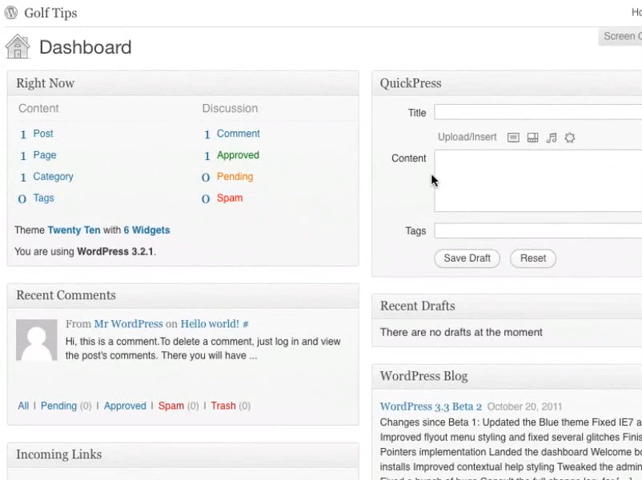 Golf Tips
Dashboard
Screen
Right Now
Content Discussion
1 Post 1 Comment
1 Page 1 Approved
1 Category 0 Pending
0 Tags 0 Spam
Theme Twenty Ten with 6 Widgets
You are using WordPress 3.2.1.
Recent Comments
From Mr WordPress on Hello world! #
Hi, this is a comment.To delete a comment, just log in and view
the post's comments. There you will have ...
All | Pending (0) | Approved | Spam (0) | Trash (0)
Incoming Links
QuickPress
Title
Upload/Insert
Content
Tags
Save Draft Reset
Recent Drafts
There are no drafts at the moment
WordPress Blog
WordPress 3.3 Beta 2 October 20, 2011
Changes since Beta 1: Updated the Blue theme Fixed IE7 a
Improved flyout menu styling and fixed several glitches Finis
Pointers implementation Landed the dashboard Welcome bo
installs Improved contextual help styling Tweaked the admin